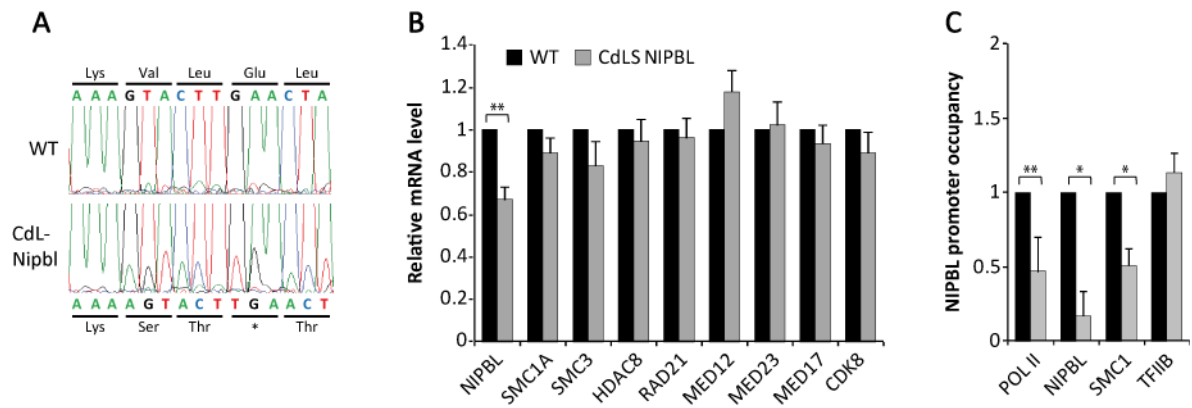 A
Lys Val Leu Glu Leu
A A A G T A C T T G A A C T A
WT
CdL-
Nipbl
A A A A G T A C T T G A A C T
Lys Ser Thr * Thr
B
Relative mRNA level
1.4
1.2
1
0.8
0.6
0.4
0.2
0
WT CdLS NIPBL
**
NIPBL SMC1A SMC3 HDAC8 RAD21 MED12 MED23 MED17 CDK8
C
NIPBL promoter occupancy
2
1.5
1
0.5
0
** * *
POL II NIPBL SMC1 TFIIB